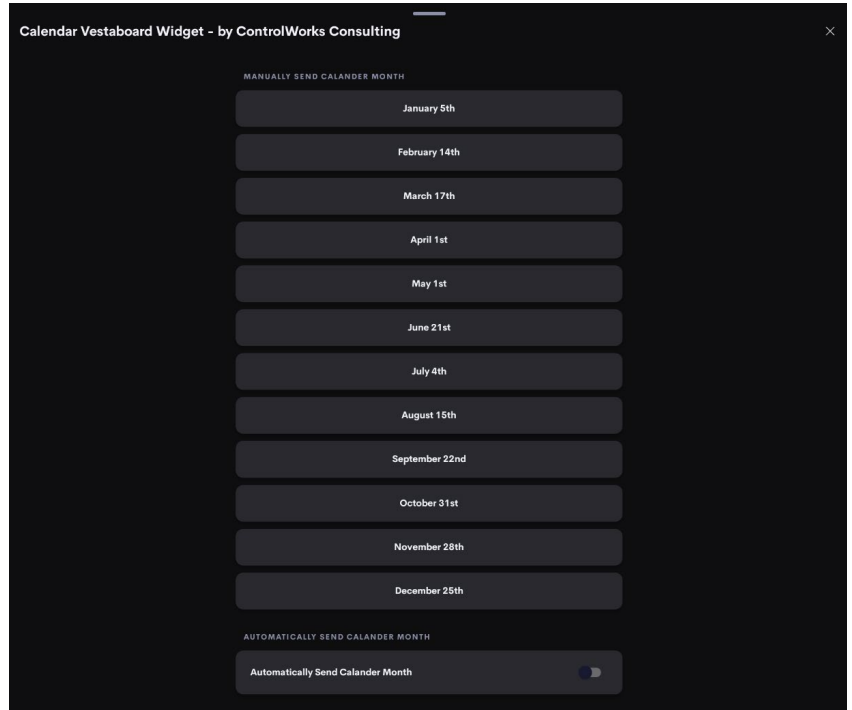 Calendar Vestaboard Widget - by ControlWorks Consulting
MANUALLY SEND CALANDER MONTH
January 5th
February 14th
March 17th
April 1st
May 1st
June 21st
July 4th
August 15th
September 22nd
October 31st
November 28th
December 25th
AUTOMATICALLY SEND CALANDER MONTH
Automatically Send Calander Month